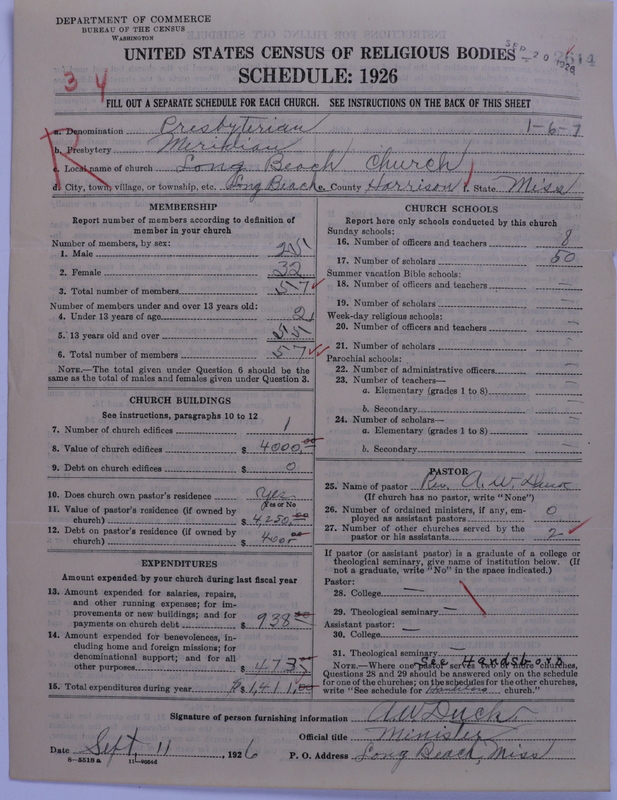 DEPARTMENT OF COMMERCE
BUREAU OF THE CENSUS
WASHINGTON
UNITED STATES CENSUS OF RELIGIOUS BODIES
SEP 20 1926
SCHEDULE: 1926
3 4
FILL OUT A SEPARATE SCHEDULE FOR EACH CHURCH. SEE INSTRUCTIONS ON THE BACK OF THIS SHEET
a. Denomination Presbyterian 1-6-7
b. Presbytery Meridian
c. Local name of church Long Beach Church
d. City, town, village, or township, etc. Long Beach e. County Harrison f. State Miss
MEMBERSHIP
Report number of members according to definition of member in your church
Number of members, by sex:
1. Male 25
2. Female 32
3. Total number of members 57
Number of members under and over 13 years old:
4. Under 13 years of age 2
5. 13 years old and over 55
6. Total number of members 57
NOTE.—The total given under Question 6 should be the same as the total of males and females given under Question 3.
CHURCH BUILDINGS
See instructions, paragraphs 10 to 12
7. Number of church edifices 1
8. Value of church edifices $ 4000.00
9. Debt on church edifices $ 0
10. Does church own pastor's residence Yes
Yes or No
11. Value of pastor's residence (if owned by church) $ 4,250.00
12. Debt on pastor's residence (if owned by church) $ 400.00
EXPENDITURES
Amount expended by your church during last fiscal year
13. Amount expended for salaries, repairs, and other running expenses; for improvements or new buildings; and for payments on church debt $ 938.00
14. Amount expended for benevolences, including home and foreign missions; for denominational support; and for all other purposes $ 473
15. Total expenditures during year $ 1,411.00
CHURCH SCHOOLS
Report here only schools conducted by this church
Sunday schools:
16. Number of officers and teachers 8
17. Number of scholars 50
Summer vacation Bible schools:
18. Number of officers and teachers —
19. Number of scholars —
Week-day religious schools:
20. Number of officers and teachers —
21. Number of scholars —
Parochial schools:
22. Number of administrative officers —
23. Number of teachers—
a. Elementary (grades 1 to 8) —
b. Secondary —
24. Number of scholars—
a. Elementary (grades 1 to 8) —
b. Secondary —
PASTOR
25. Name of pastor Rev. A. W. Duck
(If church has no pastor, write "None")
26. Number of ordained ministers, if any, employed as assistant pastors 0
27. Number of other churches served by the pastor or his assistants 2
If pastor (or assistant pastor) is a graduate of a college or theological seminary, give name of institution below. (If not a graduate, write "No" in the space indicated.)
Pastor:
28. College —
29. Theological seminary —
Assistant pastor:
30. College —
31. Theological seminary —
See Handsboro
NOTE.—Where one pastor serves two or more churches, Questions 28 and 29 should be answered only on the schedule for one of the churches; on the schedules for the other churches, write "See schedule for Handsboro church."
Signature of person furnishing information A W Duck
Official title Minister
Date Sept. 11, 1926 P. O. Address Long Beach, Miss
8-5518 a